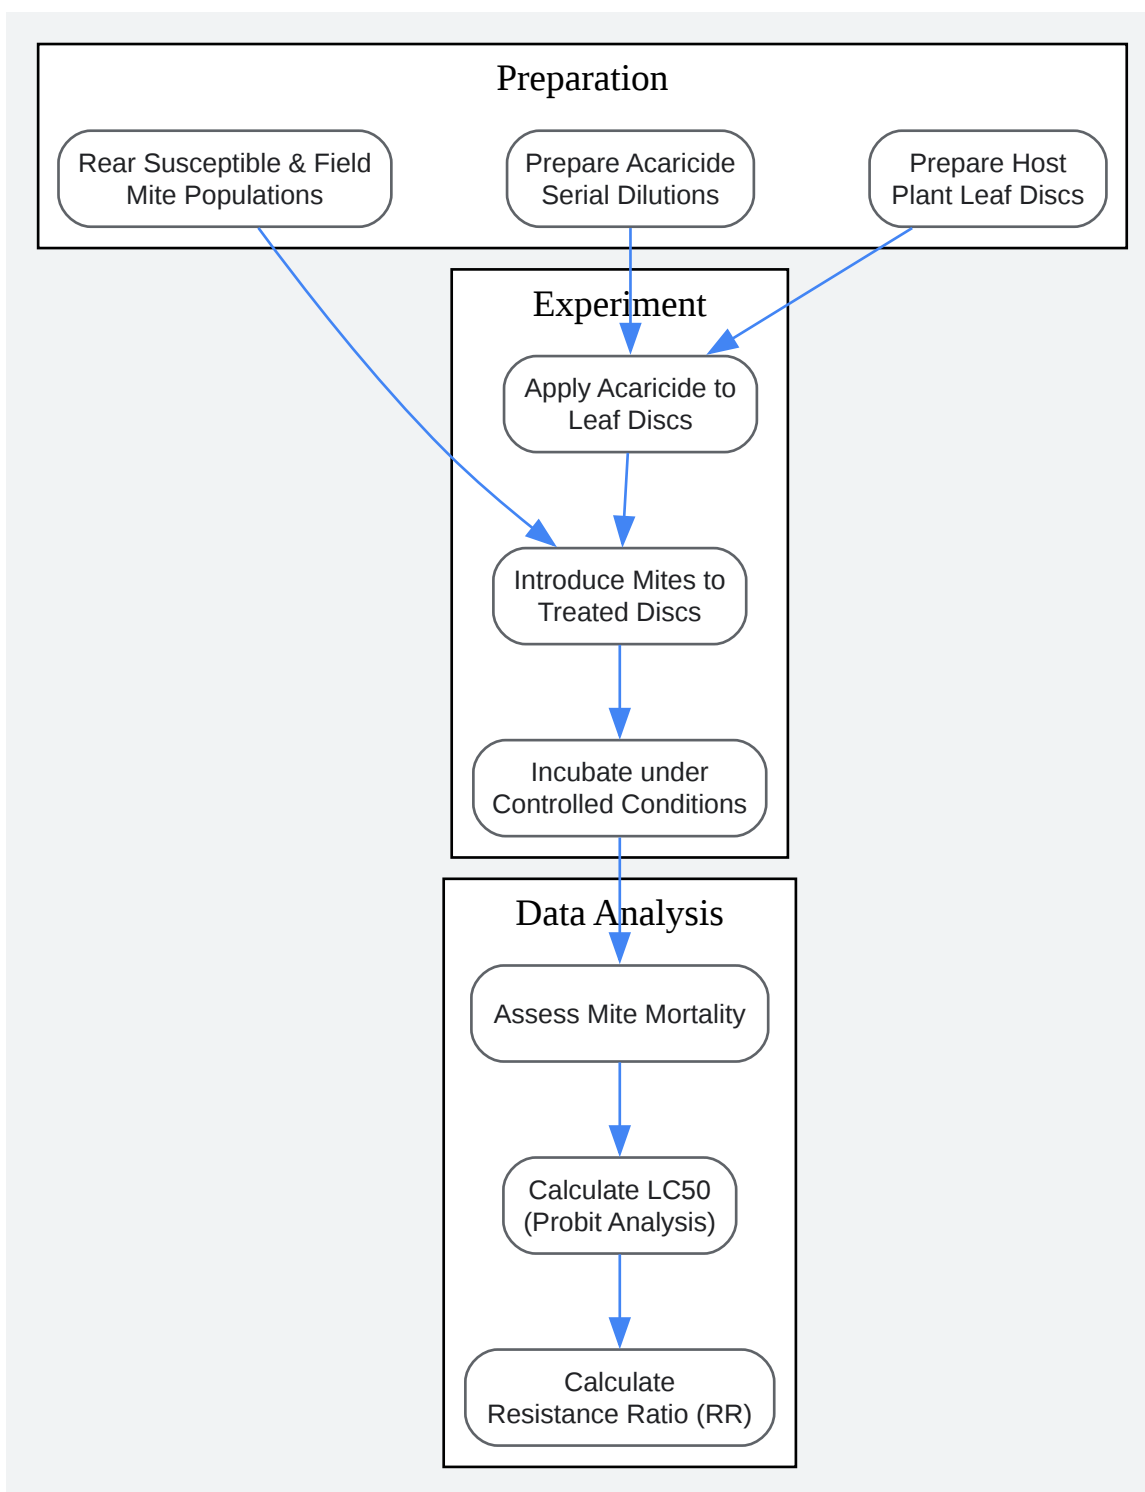 Preparation
Rear Susceptible & Field
Mite Populations
Prepare Acaricide
Serial Dilutions
Prepare Host
Plant Leaf Discs
Experiment
Apply Acaricide to
Leaf Discs
Introduce Mites to
Treated Discs
Incubate under
Controlled Conditions
Data Analysis
Assess Mite Mortality
Calculate LC50
(Probit Analysis)
Calculate
Resistance Ratio (RR)